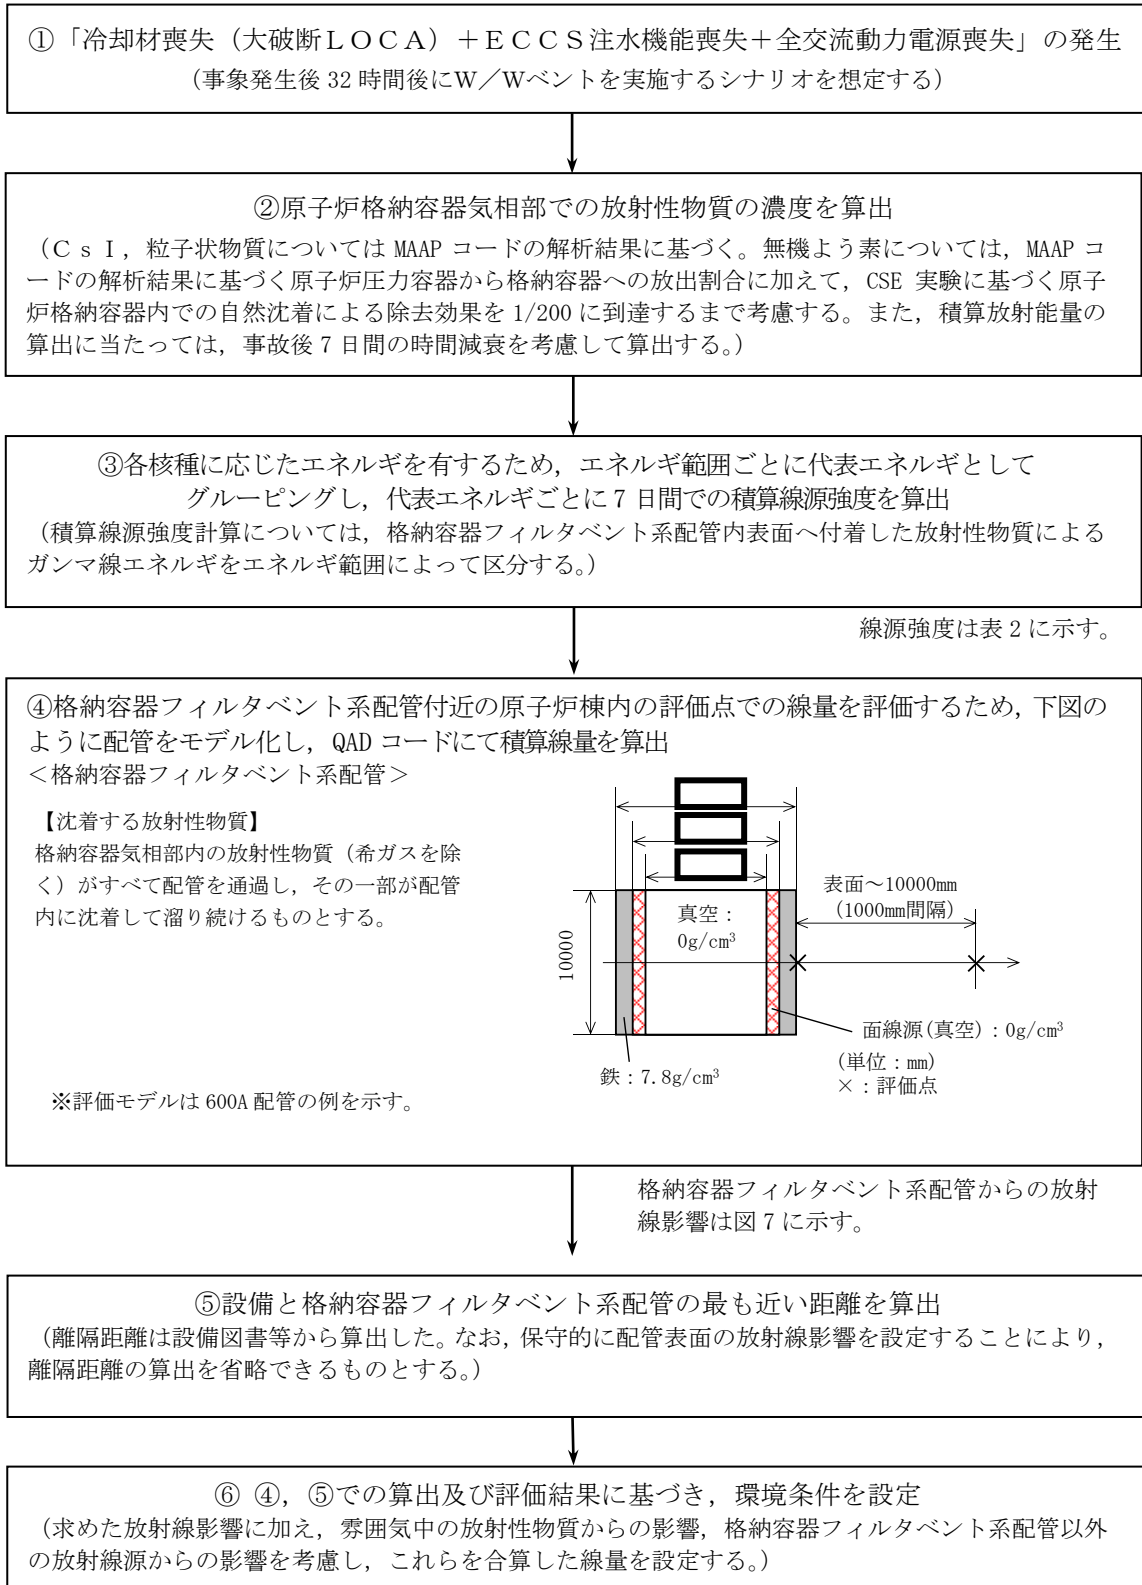 ①「冷却材喪失（大破断ＬＯＣＡ）＋ＥＣＣＳ注水機能喪失＋全交流動力電源喪失」の発生
（事象発生後 32 時間後にＷ／Ｗベントを実施するシナリオを想定する）
②原子炉格納容器気相部での放射性物質の濃度を算出
（ＣｓＩ，粒子状物質については MAAP コードの解析結果に基づく。無機よう素については，MAAP コ
ードの解析結果に基づく原子炉圧力容器から格納容器への放出割合に加えて，CSE 実験に基づく原子
炉格納容器内での自然沈着による除去効果を 1/200 に到達するまで考慮する。また，積算放射能量の
算出に当たっては，事故後 7 日間の時間減衰を考慮して算出する。）
③各核種に応じたエネルギを有するため，エネルギ範囲ごとに代表エネルギとして
グルーピングし，代表エネルギごとに 7 日間での積算線源強度を算出
（積算線源強度計算については，格納容器フィルタベント系配管内表面へ付着した放射性物質による
ガンマ線エネルギをエネルギ範囲によって区分する。）
線源強度は表 2 に示す。
④格納容器フィルタベント系配管付近の原子炉棟内の評価点での線量を評価するため，下図の
ように配管をモデル化し，QAD コードにて積算線量を算出
＜格納容器フィルタベント系配管＞
【沈着する放射性物質】
格納容器気相部内の放射性物質（希ガスを除
く）がすべて配管を通過し，その一部が配管
内に沈着して溜り続けるものとする。
表面～10000mm
（1000mm間隔）
真空：
0g/cm³
10000
面線源(真空)：0g/cm³
(単位：mm)
×：評価点
鉄：7.8g/cm³
※評価モデルは 600A 配管の例を示す。
格納容器フィルタベント系配管からの放射
線影響は図 7 に示す。
⑤設備と格納容器フィルタベント系配管の最も近い距離を算出
（離隔距離は設備図書等から算出した。なお，保守的に配管表面の放射線影響を設定することにより，
離隔距離の算出を省略できるものとする。）
⑥ ④，⑤での算出及び評価結果に基づき，環境条件を設定
（求めた放射線影響に加え，雰囲気中の放射性物質からの影響，格納容器フィルタベント系配管以外
の放射線源からの影響を考慮し，これらを合算した線量を設定する。）